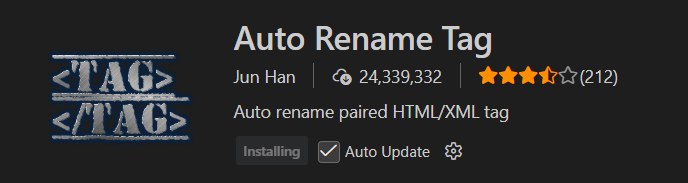 <TAG>
</TAG>
Auto Rename Tag
Jun Han 24,339,332 (212)
Auto rename paired HTML/XML tag
Installing Auto Update